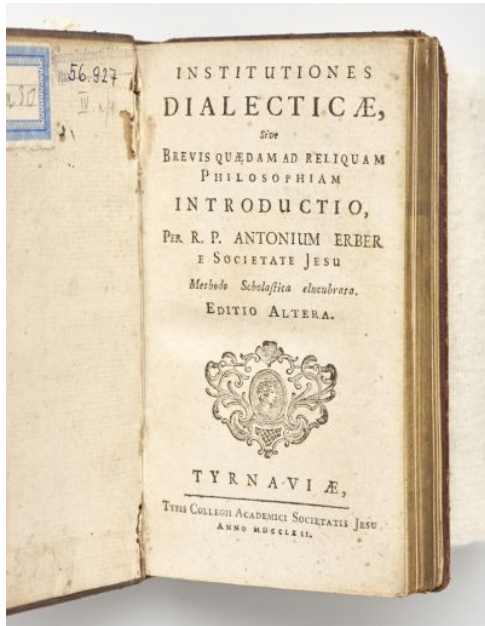 56.927
IV.
INSTITUTIONES
DIALECTICÆ,
Sive
BREVIS QUÆDAM AD RELIQUAM
PHILOSOPHIAM
INTRODUCTIO,
PER R. P. ANTONIUM ERBER
E SOCIETATE JESU
Methodo Scholastica elucubrata.
EDITIO ALTERA.
TYRNAVIÆ,
TYPIS COLLEGII ACADEMICI SOCIETATIS JESU
ANNO MDCCLXII.